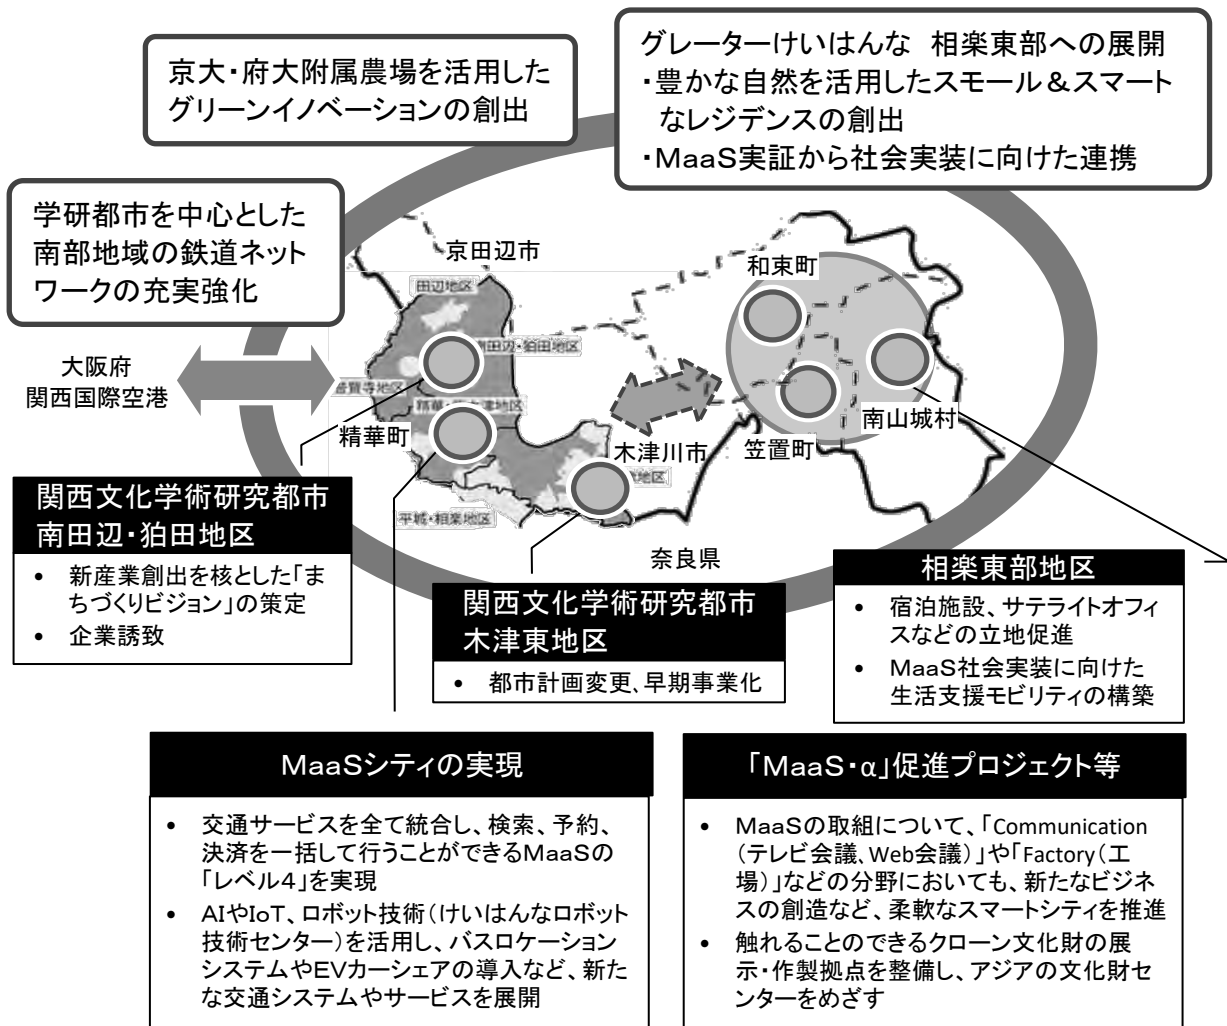 京大・府大附属農場を活用した
グリーンイノベーションの創出
グレーターけいはんな 相楽東部への展開
・豊かな自然を活用したスモール＆スマート
なレジデンスの創出
・MaaS実証から社会実装に向けた連携
学研都市を中心とした
南部地域の鉄道ネット
ワークの充実強化
大阪府
関西国際空港
京田辺市
田辺地区
田辺・狛田地区
普賢寺地区
精華・
地区
精華町
木津川市
地区
平城・相楽地区
奈良県
和束町
笠置町
南山城村
関西文化学術研究都市
南田辺・狛田地区
• 新産業創出を核とした「ま
ちづくりビジョン」の策定
• 企業誘致
関西文化学術研究都市
木津東地区
• 都市計画変更、早期事業化
相楽東部地区
• 宿泊施設、サテライトオフィ
スなどの立地促進
• MaaS社会実装に向けた
生活支援モビリティの構築
MaaSシティの実現
• 交通サービスを全て統合し、検索、予約、
決済を一括して行うことができるMaaSの
「レベル４」を実現
• AIやIoT、ロボット技術（けいはんなロボット
技術センター）を活用し、バスロケーション
システムやEVカーシェアの導入など、新た
な交通システムやサービスを展開
「MaaS・α」促進プロジェクト等
• MaaSの取組について、「Communication
（テレビ会議、Web会議）」や「Factory（工
場）」などの分野においても、新たなビジネ
スの創造など、柔軟なスマートシティを推進
• 触れることのできるクローン文化財の展
示・作製拠点を整備し、アジアの文化財セ
ンターをめざす